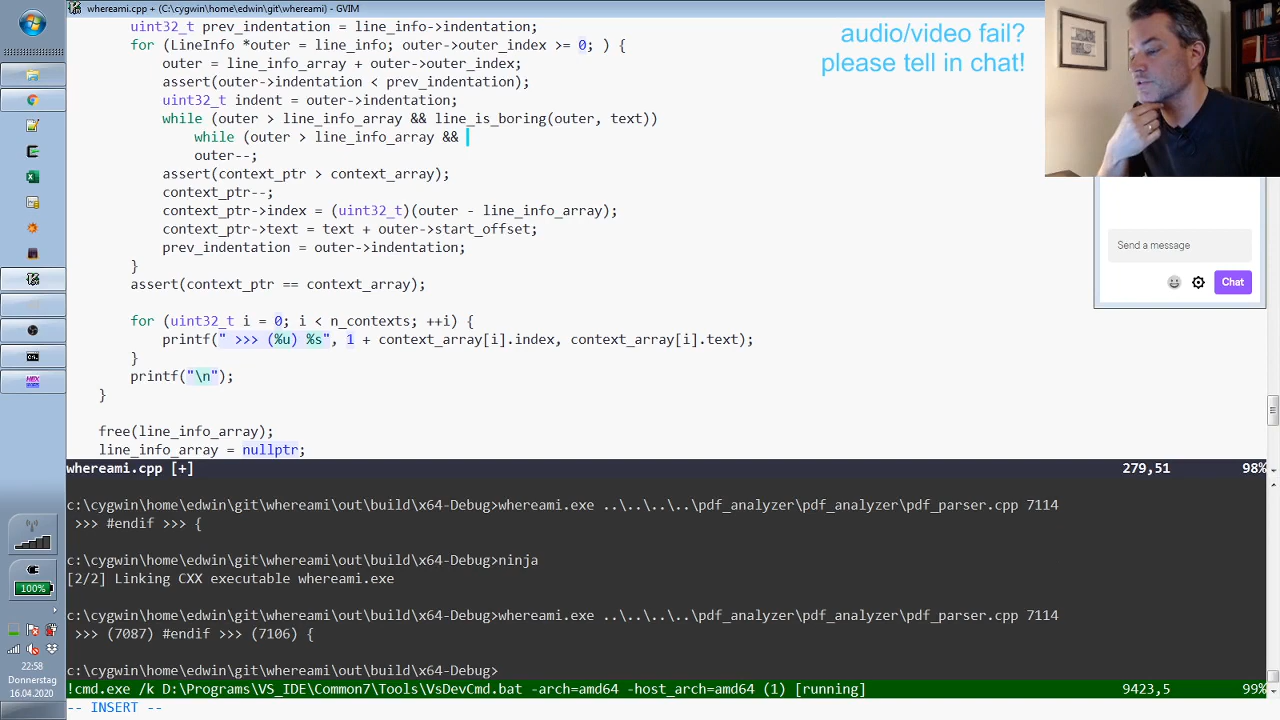 whereami.cpp + (C:\cygwin\home\edwin\git\whereami) - GVIM
uint32_t prev_indentation = line_info->indentation;
for (LineInfo *outer = line_info; outer->outer_index >= 0; ) {
outer = line_info_array + outer->outer_index;
assert(outer->indentation < prev_indentation);
uint32_t indent = outer->indentation;
while (outer > line_info_array && line_is_boring(outer, text))
while (outer > line_info_array &&
outer--;
assert(context_ptr > context_array);
context_ptr--;
context_ptr->index = (uint32_t)(outer - line_info_array);
context_ptr->text = text + outer->start_offset;
prev_indentation = outer->indentation;
}
assert(context_ptr == context_array);
for (uint32_t i = 0; i < n_contexts; ++i) {
printf(" >>> (%u) %s", 1 + context_array[i].index, context_array[i].text);
}
printf("\n");
}
free(line_info_array);
line_info_array = nullptr;
whereami.cpp [+] 279,51 98%
c:\cygwin\home\edwin\git\whereami\out\build\x64-Debug>whereami.exe ..\..\..\..\pdf_analyzer\pdf_analyzer\pdf_parser.cpp 7114
>>> #endif >>> {
c:\cygwin\home\edwin\git\whereami\out\build\x64-Debug>ninja
[2/2] Linking CXX executable whereami.exe
c:\cygwin\home\edwin\git\whereami\out\build\x64-Debug>whereami.exe ..\..\..\..\pdf_analyzer\pdf_analyzer\pdf_parser.cpp 7114
>>> (7087) #endif >>> (7106) {
c:\cygwin\home\edwin\git\whereami\out\build\x64-Debug>
!cmd.exe /k D:\Programs\VS_IDE\Common7\Tools\VsDevCmd.bat -arch=amd64 -host_arch=amd64 (1) [running] 9423,5 99%
-- INSERT --
audio/video fail?
please tell in chat!
Send a message
Chat
100%
22:58
Donnerstag
16.04.2020